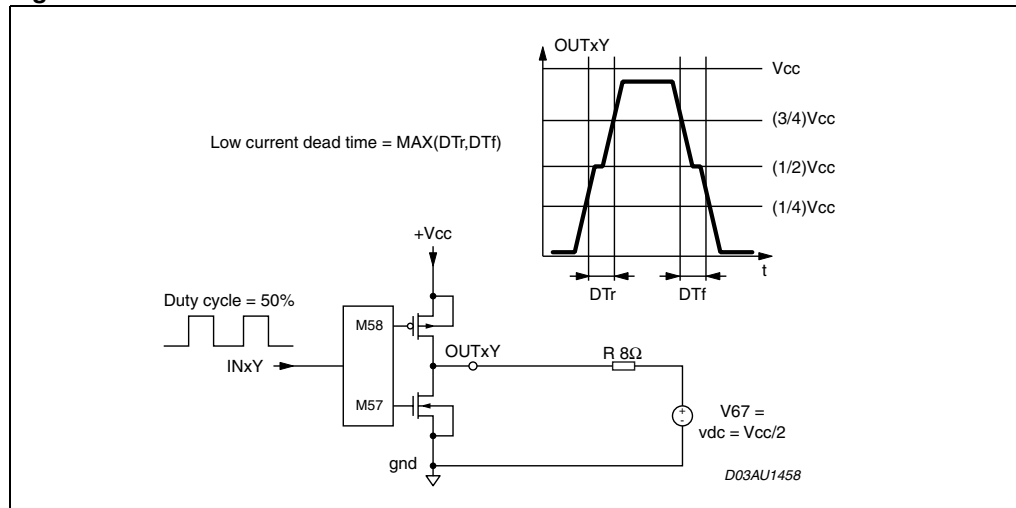 OUTxY
Vcc
(3/4)Vcc
Low current dead time = MAX(DTr,DTf)
(1/2)Vcc
(1/4)Vcc
+Vcc
t
DTr
DTf
Duty cycle = 50%
M58
OUTxY
R 8Ω
INxY
M57
+
-
V67 =
vdc = Vcc/2
gnd
D03AU1458